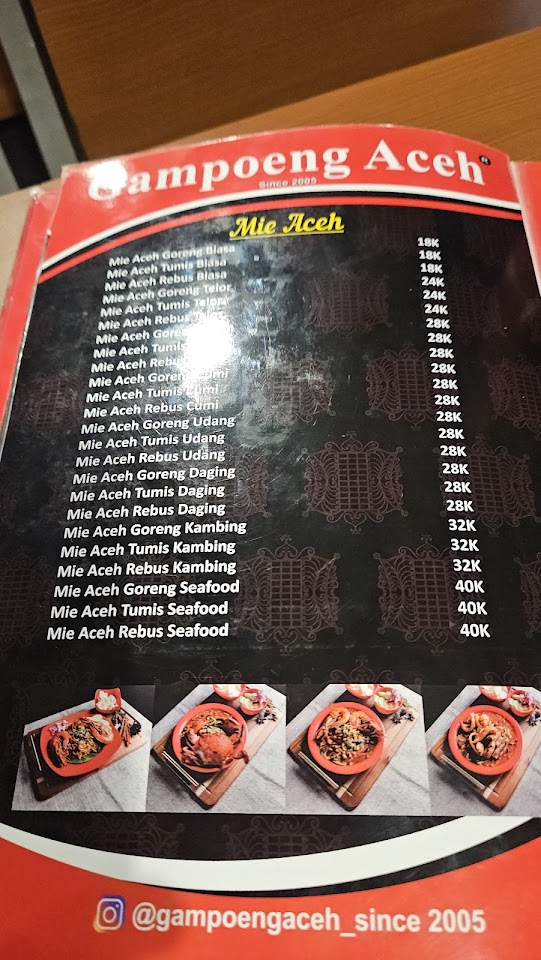 Gampoeng Aceh
Since 2005
Mie Aceh
Mie Aceh Goreng Biasa 18K
Mie Aceh Tumis Biasa 18K
Mie Aceh Rebus Biasa 18K
Mie Aceh Goreng Telor 24K
Mie Aceh Tumis Telor 24K
Mie Aceh Rebus 24K
Mie Aceh Goreng 28K
Mie Aceh Tumis 28K
Mie Aceh Rebus 28K
Mie Aceh Goreng Cumi 28K
Mie Aceh Tumis Cumi 28K
Mie Aceh Rebus Cumi 28K
Mie Aceh Goreng Udang 28K
Mie Aceh Tumis Udang 28K
Mie Aceh Rebus Udang 28K
Mie Aceh Goreng Daging 28K
Mie Aceh Tumis Daging 28K
Mie Aceh Rebus Daging 28K
Mie Aceh Goreng Kambing 32K
Mie Aceh Tumis Kambing 32K
Mie Aceh Rebus Kambing 32K
Mie Aceh Goreng Seafood 40K
Mie Aceh Tumis Seafood 40K
Mie Aceh Rebus Seafood 40K
@gampoengaceh_since 2005